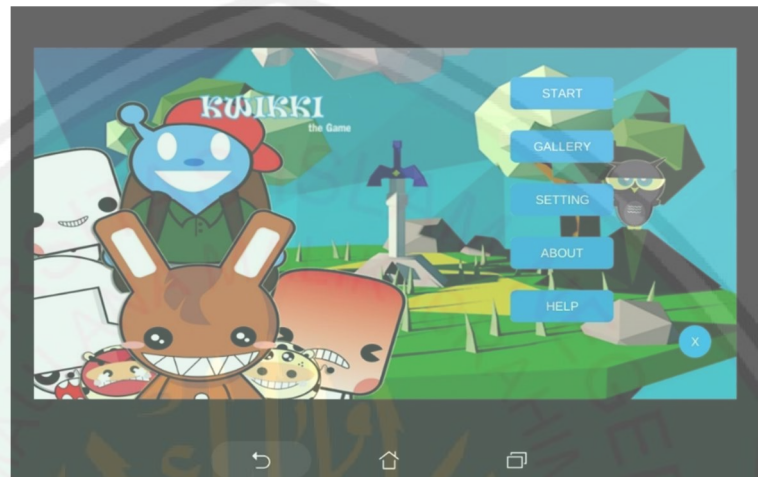 KWIKKI
the Game
START
GALLERY
SETTING
ABOUT
HELP
X